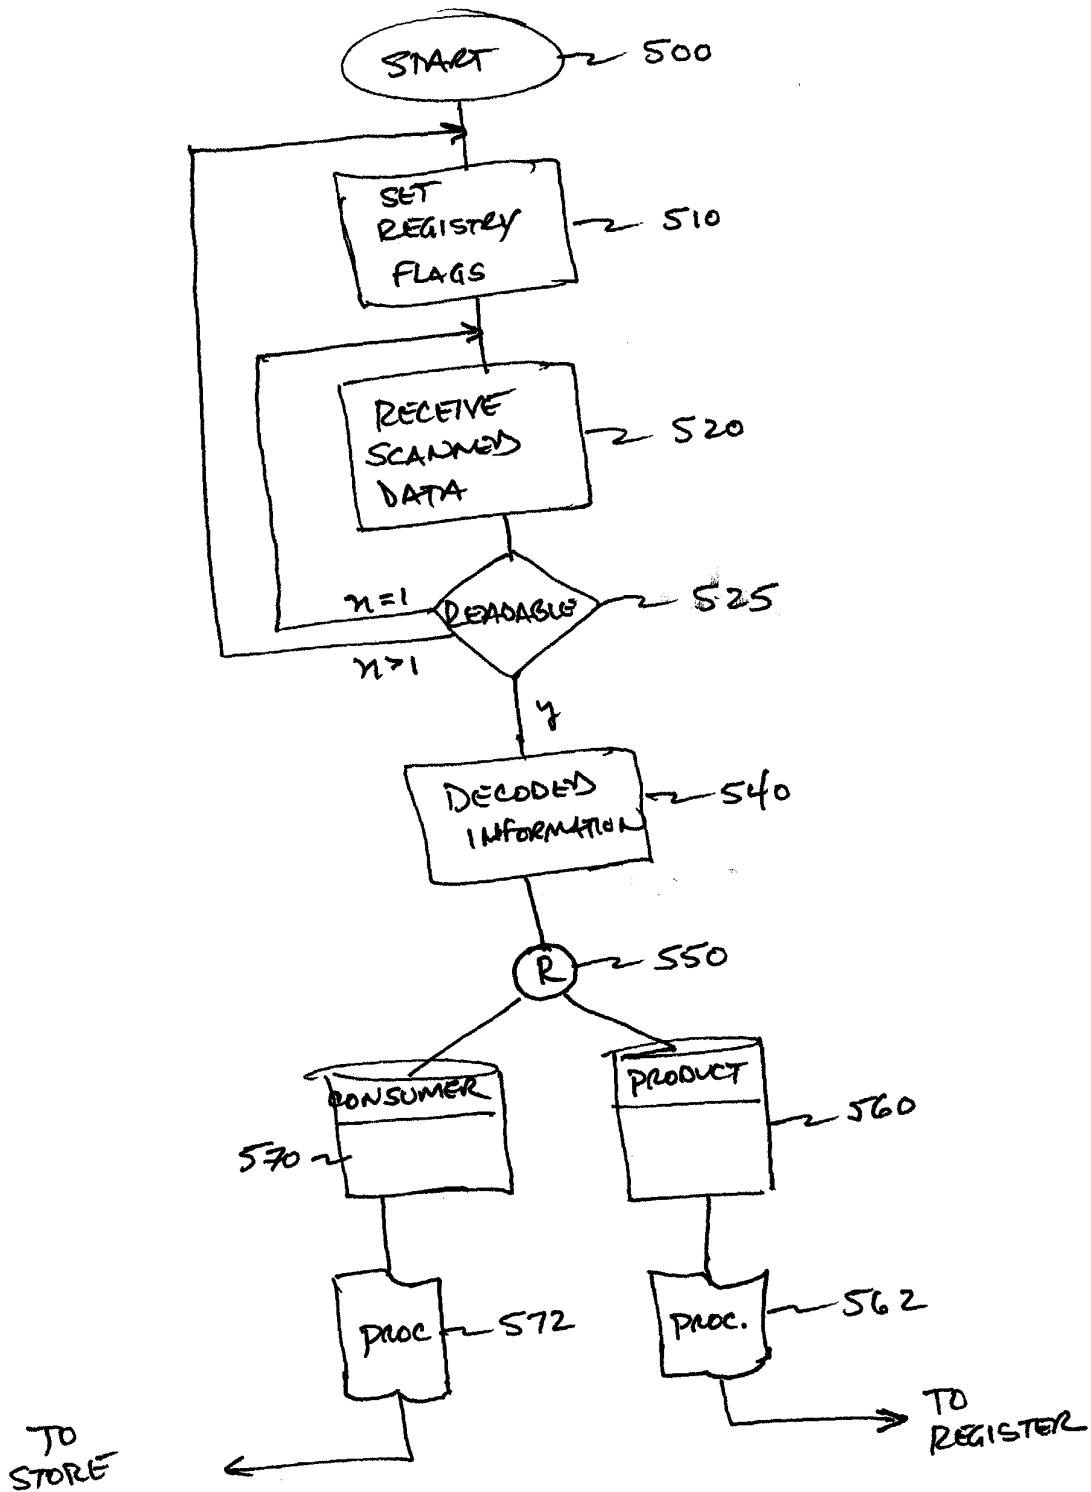 START
500
SET
REGISTRY
FLAGS
510
RECEIVE
SCANNED
DATA
520
n=1
READABLE
525
n>1
y
DECODED
INFORMATION
540
R
550
CONSUMER
570
PRODUCT
560
PROC
572
PROC.
562
TO
STORE
TO
REGISTER